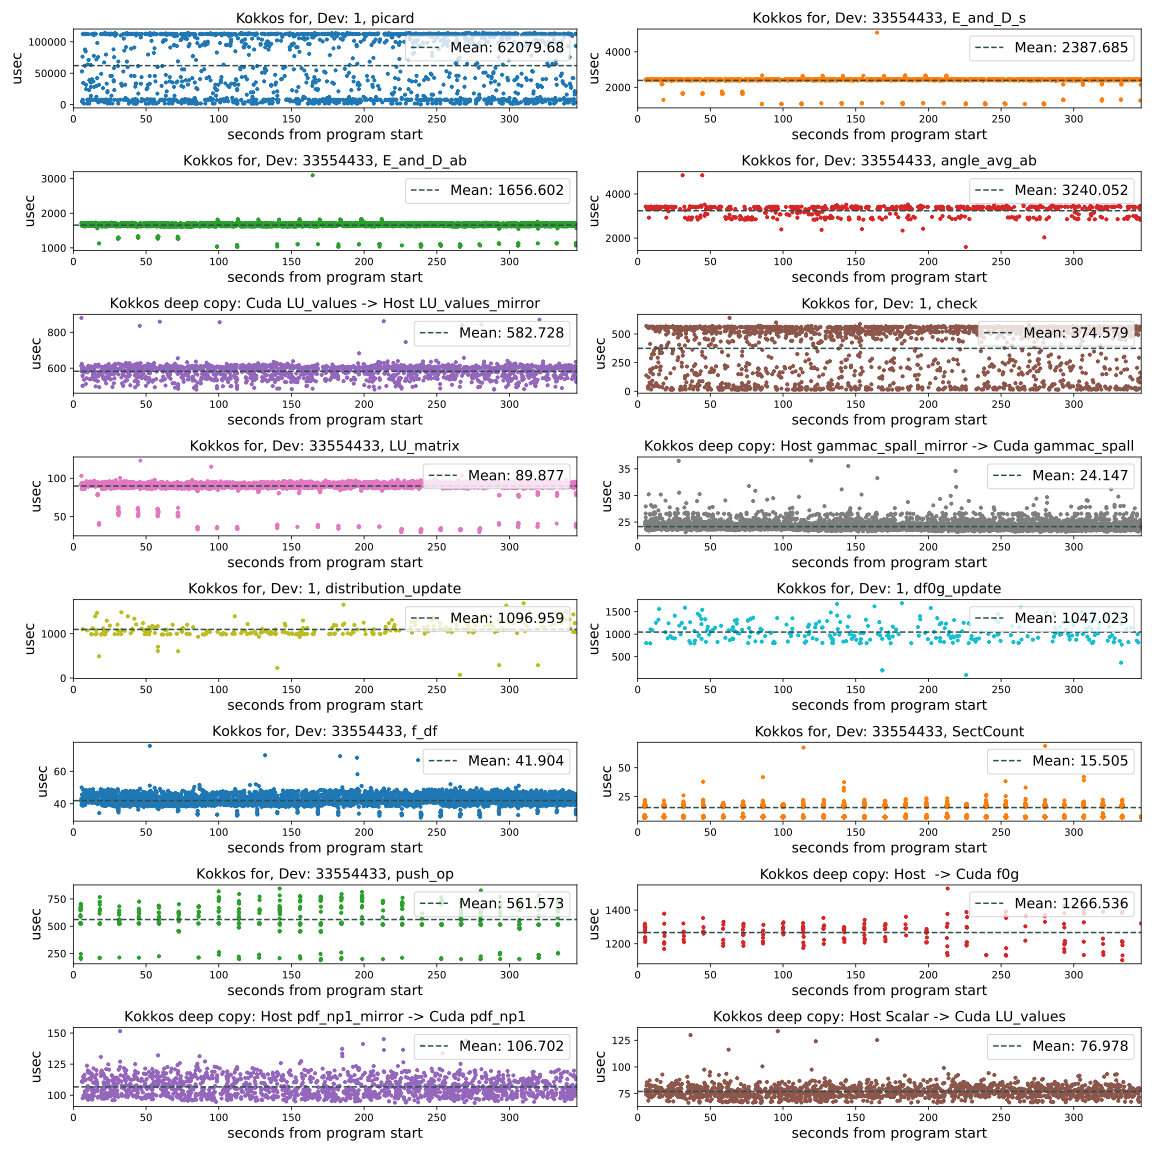 Kokkos for, Dev: 1, picard
usec
100000
50000
0
Mean: 62079.68
0 50 100 150 200 250 300
seconds from program start
Kokkos for, Dev: 33554433, E_and_D_s
usec
4000
2000
Mean: 2387.685
0 50 100 150 200 250 300
seconds from program start
Kokkos for, Dev: 33554433, E_and_D_ab
usec
3000
2000
1000
Mean: 1656.602
0 50 100 150 200 250 300
seconds from program start
Kokkos for, Dev: 33554433, angle_avg_ab
usec
4000
2000
Mean: 3240.052
0 50 100 150 200 250 300
seconds from program start
Kokkos deep copy: Cuda LU_values -> Host LU_values_mirror
usec
800
600
Mean: 582.728
0 50 100 150 200 250 300
seconds from program start
Kokkos for, Dev: 1, check
usec
500
250
0
Mean: 374.579
0 50 100 150 200 250 300
seconds from program start
Kokkos for, Dev: 33554433, LU_matrix
usec
100
50
Mean: 89.877
0 50 100 150 200 250 300
seconds from program start
Kokkos deep copy: Host gammac_spall_mirror -> Cuda gammac_spall
usec
35
30
25
Mean: 24.147
0 50 100 150 200 250 300
seconds from program start
Kokkos for, Dev: 1, distribution_update
usec
1000
0
Mean: 1096.959
0 50 100 150 200 250 300
seconds from program start
Kokkos for, Dev: 1, df0g_update
usec
1500
1000
500
Mean: 1047.023
0 50 100 150 200 250 300
seconds from program start
Kokkos for, Dev: 33554433, f_df
usec
60
40
Mean: 41.904
0 50 100 150 200 250 300
seconds from program start
Kokkos for, Dev: 33554433, SectCount
usec
50
25
Mean: 15.505
0 50 100 150 200 250 300
seconds from program start
Kokkos for, Dev: 33554433, push_op
usec
750
500
250
Mean: 561.573
0 50 100 150 200 250 300
seconds from program start
Kokkos deep copy: Host  -> Cuda f0g
usec
1400
1200
Mean: 1266.536
0 50 100 150 200 250 300
seconds from program start
Kokkos deep copy: Host pdf_np1_mirror -> Cuda pdf_np1
usec
150
125
100
Mean: 106.702
0 50 100 150 200 250 300
seconds from program start
Kokkos deep copy: Host Scalar -> Cuda LU_values
usec
125
100
75
Mean: 76.978
0 50 100 150 200 250 300
seconds from program start